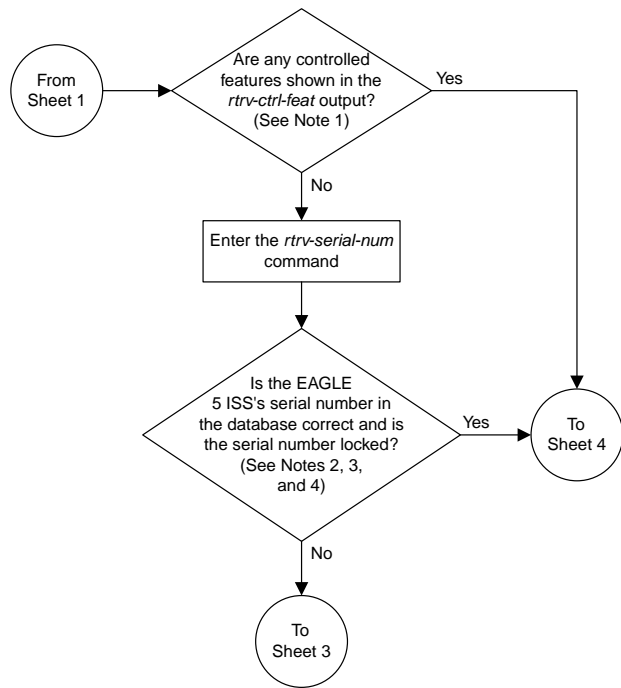 From
Sheet 1
Are any controlled
features shown in the
rtrv-ctrl-feat output?
(See Note 1)
Yes
No
Enter the rtrv-serial-num
command
Is the EAGLE
5 ISS's serial number in
the database correct and is
the serial number locked?
(See Notes 2, 3,
and 4)
Yes
To
Sheet 4
No
To
Sheet 3